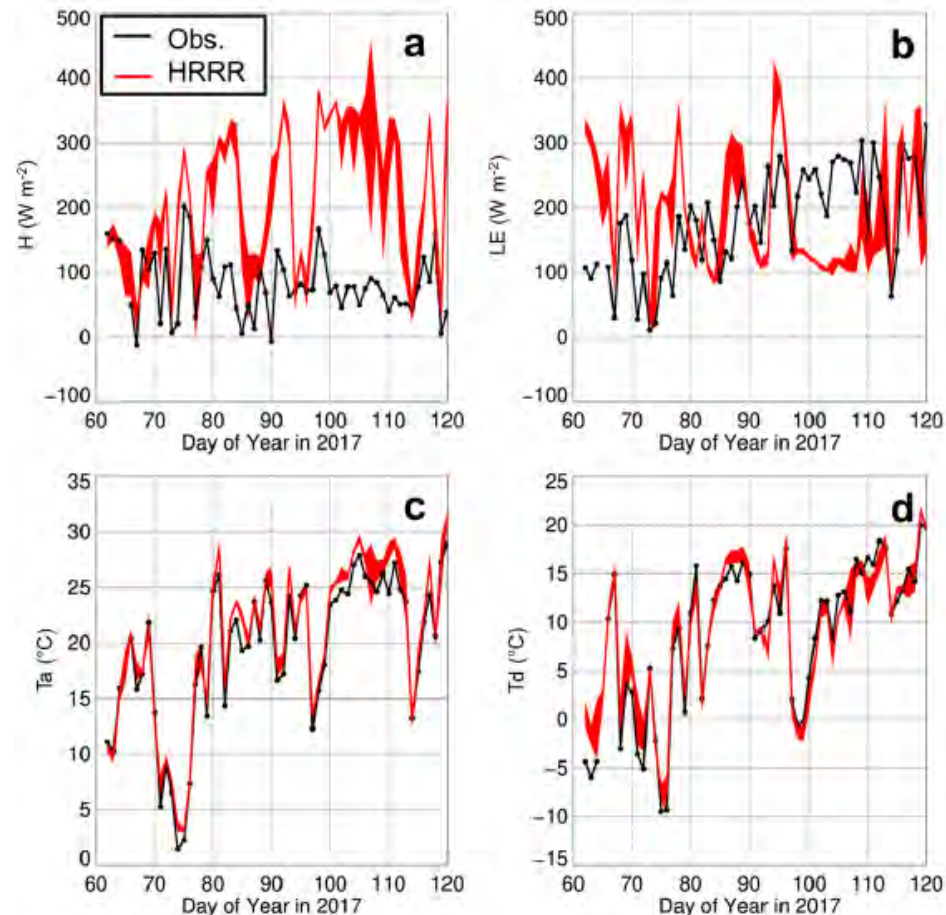 Obs.
HRRR
a
500
400
300
200
100
0
−100
H (W m⁻²)
60 70 80 90 100 110 120
Day of Year in 2017
b
500
400
300
200
100
0
−100
LE (W m⁻²)
60 70 80 90 100 110 120
Day of Year in 2017
c
35
30
25
20
15
10
5
0
Ta (°C)
60 70 80 90 100 110 120
Day of Year in 2017
d
25
20
15
10
5
0
−5
−10
−15
Td (°C)
60 70 80 90 100 110 120
Day of Year in 2017